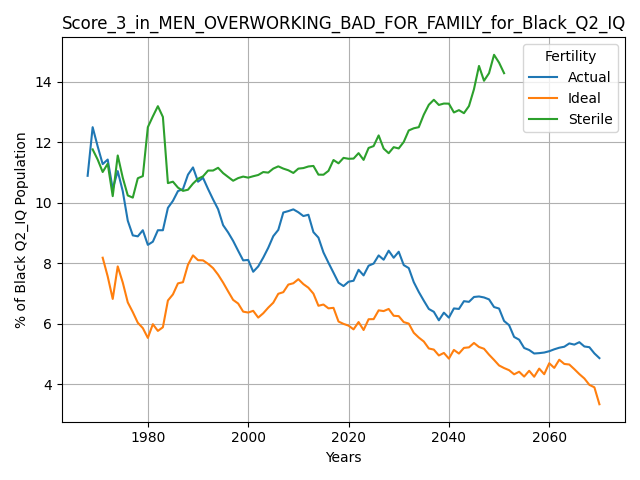 Score_3_in_MEN_OVERWORKING_BAD_FOR_FAMILY_for_Black_Q2_IQ
Fertility
Actual
Ideal
Sterile
% of Black Q2_IQ Population
14
12
10
8
6
4
1980
2000
2020
2040
2060
Years